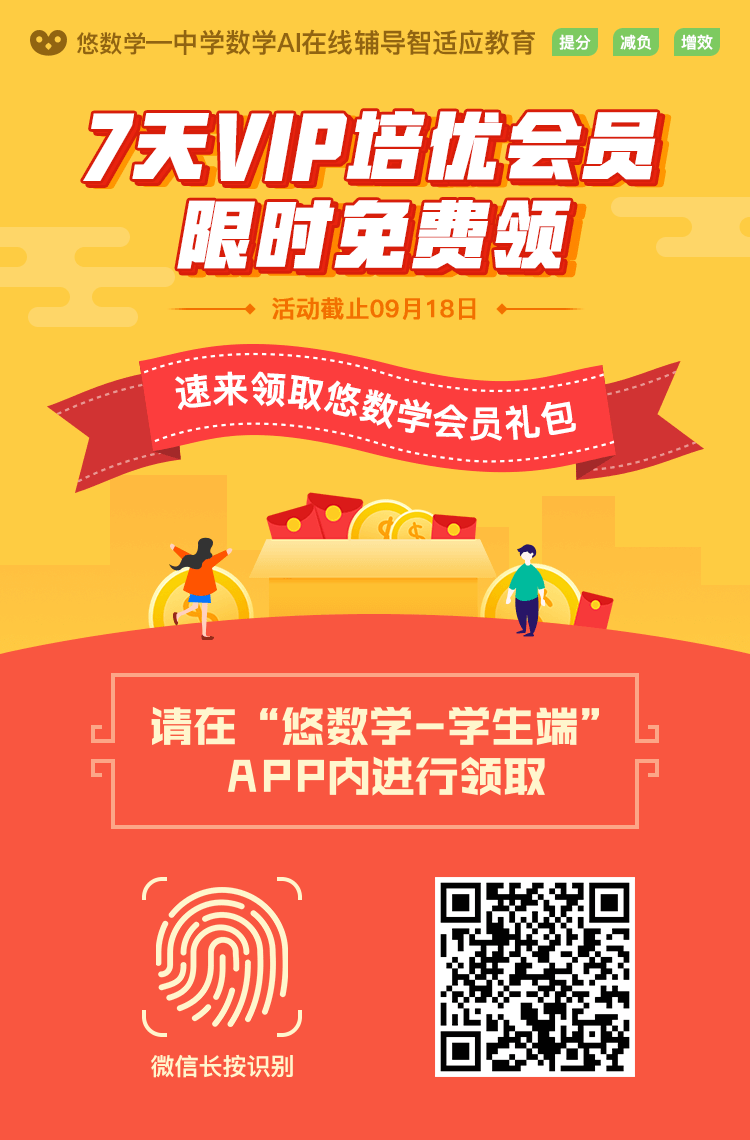 悠数学—中学数学AI在线辅导智适应教育 提分 减负 增效
7天VIP培优会员
限时免费领
活动截止09月18日
速来领取悠数学会员礼包
请在“悠数学-学生端”
APP内进行领取
微信长按识别